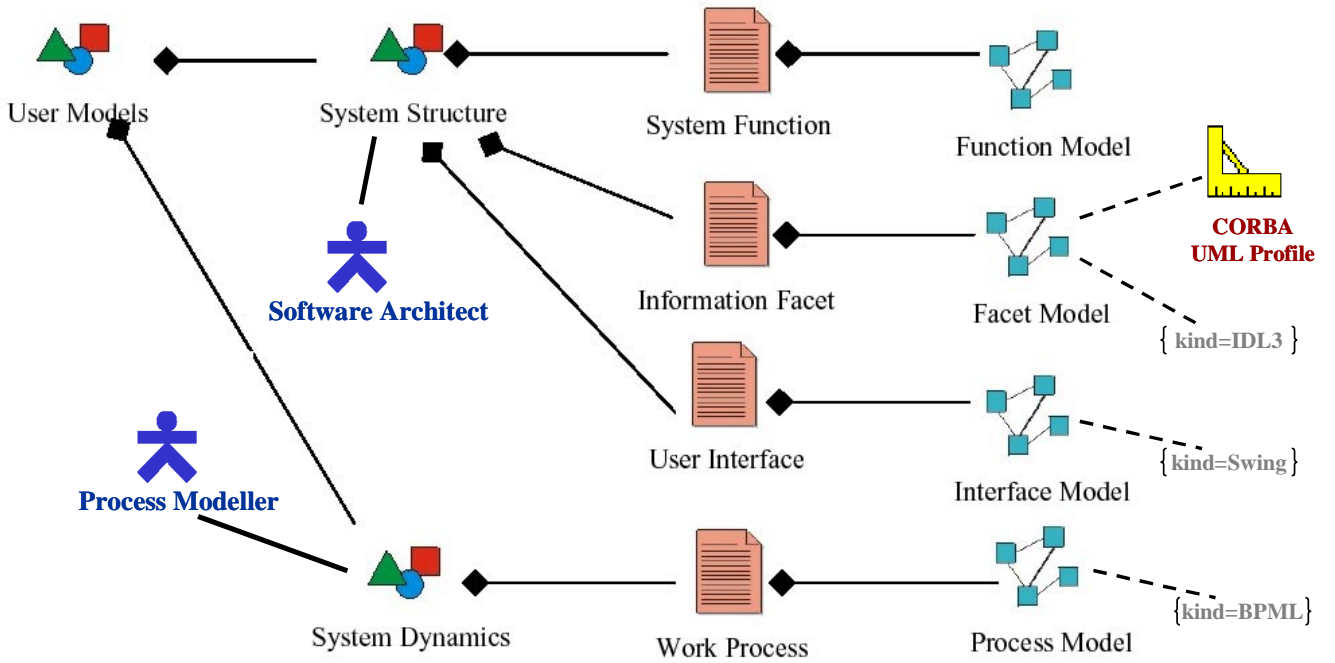 User Models
System Structure
System Function
Function Model
CORBA
UML Profile
Software Architect
Information Facet
Facet Model
{ kind=IDL3 }
Process Modeller
User Interface
Interface Model
{kind=Swing}
System Dynamics
Work Process
Process Model
{kind=BPML}